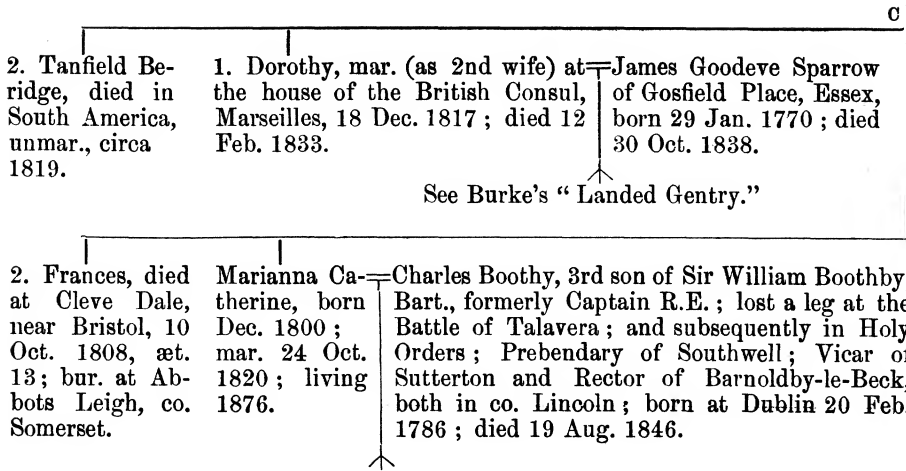 C
2. Tanfield Be-
ridge, died in
South America,
unmar., circa
1819.
1. Dorothy, mar. (as 2nd wife) at
the house of the British Consul,
Marseilles, 18 Dec. 1817 ; died 12
Feb. 1833.
James Goodeve Sparrow
of Gosfield Place, Essex,
born 29 Jan. 1770 ; died
30 Oct. 1838.
See Burke's “ Landed Gentry.”
2. Frances, died
at Cleve Dale,
near Bristol, 10
Oct. 1808, æt.
13 ; bur. at Ab-
bots Leigh, co.
Somerset.
Marianna Ca-
therine, born
Dec. 1800 ;
mar. 24 Oct.
1820 ; living
1876.
Charles Boothy, 3rd son of Sir William Boothby
Bart., formerly Captain R.E. ; lost a leg at the
Battle of Talavera ; and subsequently in Holy
Orders ; Prebendary of Southwell ; Vicar of
Sutterton and Rector of Barnoldby-le-Beck,
both in co. Lincoln ; born at Dublin 20 Feb.
1786 ; died 19 Aug. 1846.